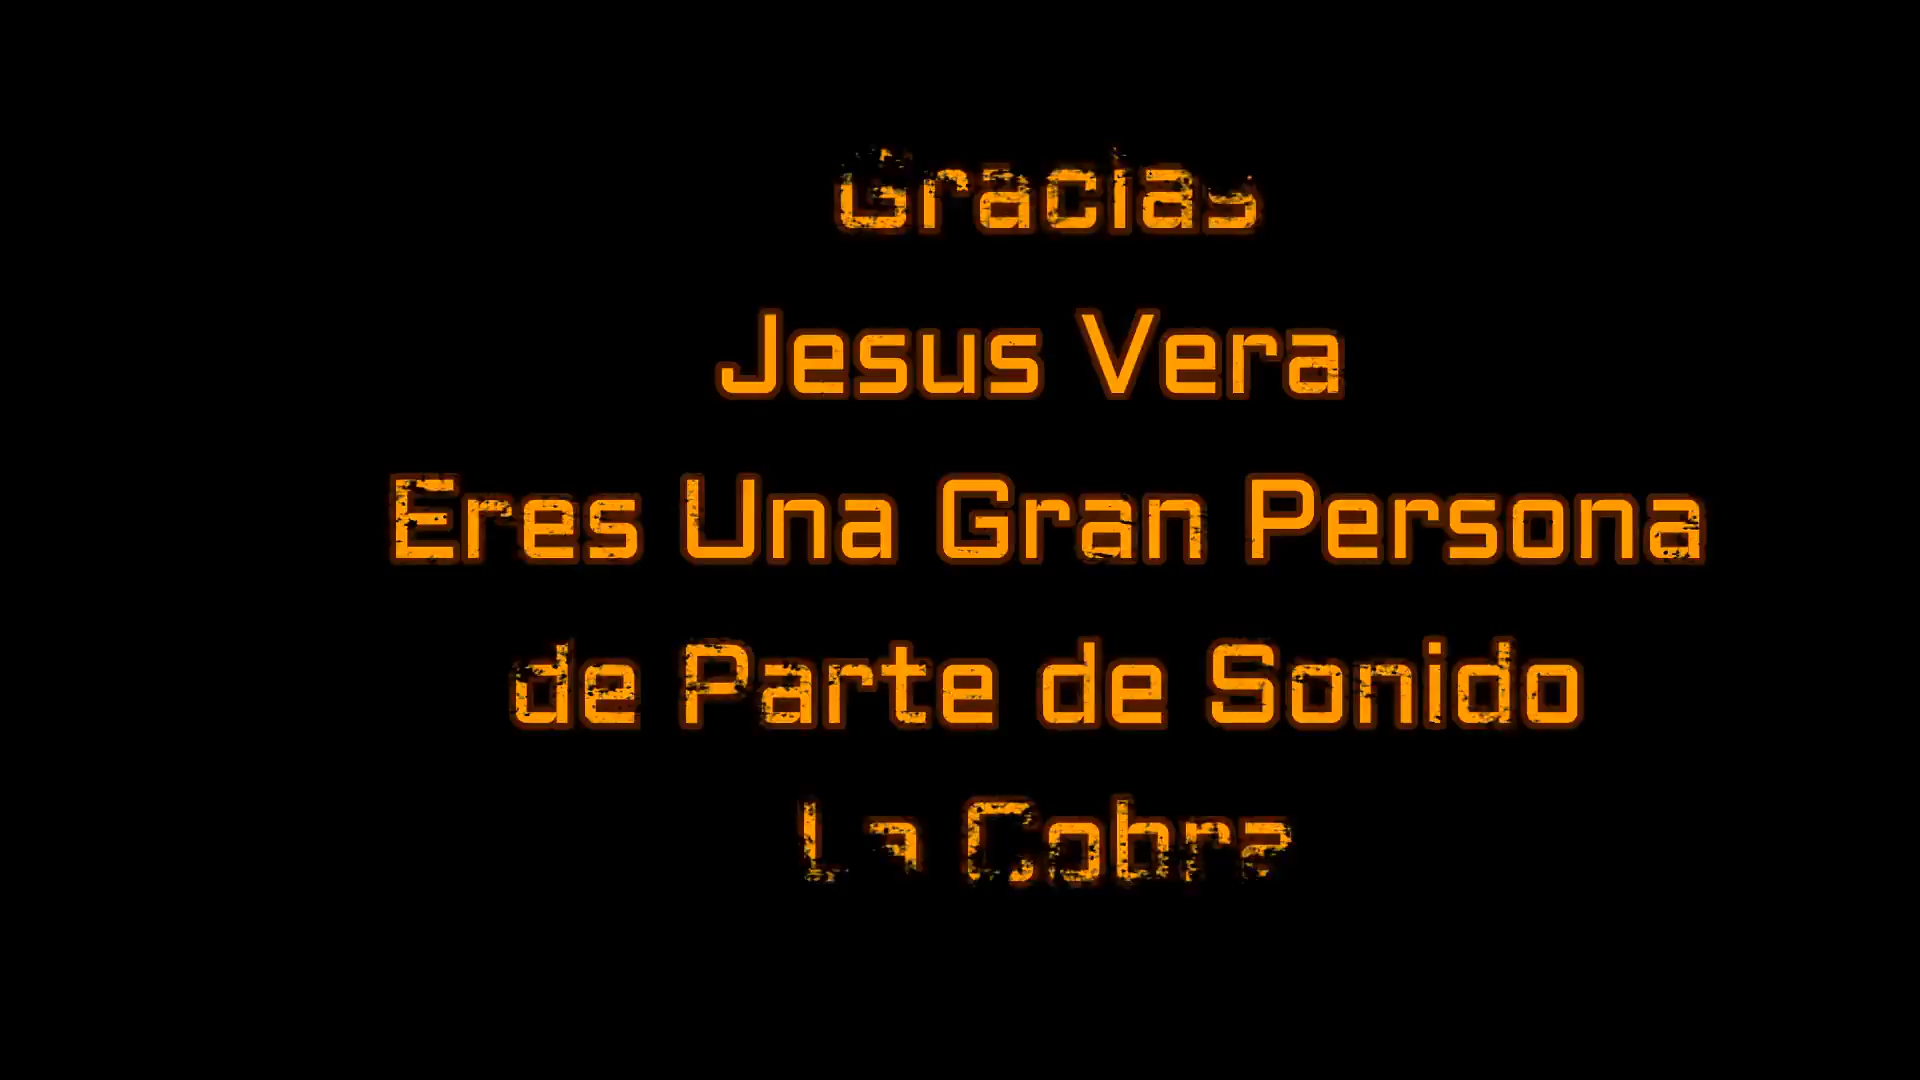 Gracias
Jesus Vera
Eres Una Gran Persona
de Parte de Sonido
La Cobra